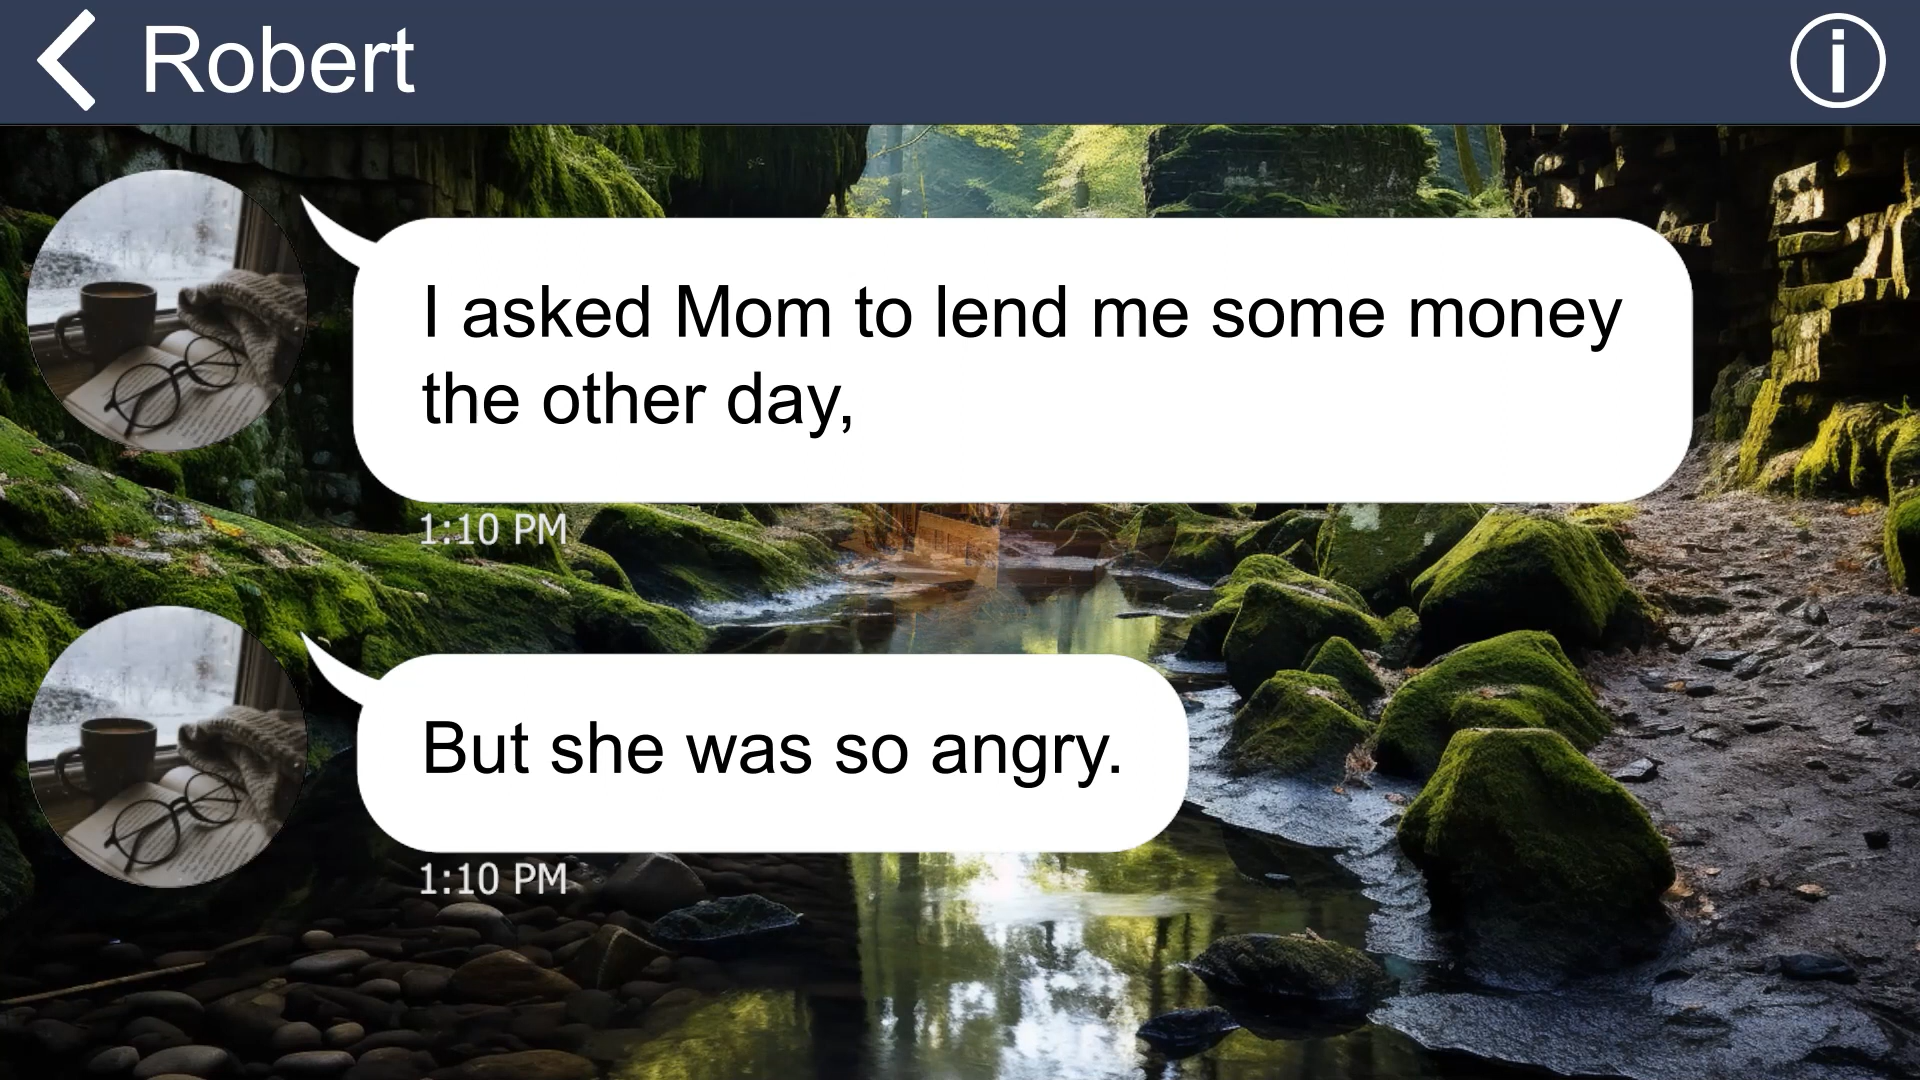 Robert
I asked Mom to lend me some money
the other day,
1:10 PM
But she was so angry.
1:10 PM